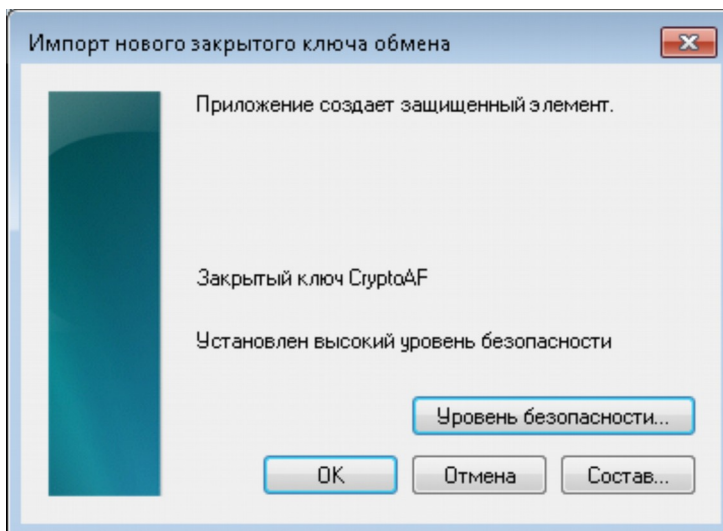 Импорт нового закрытого ключа обмена
Приложение создает защищенный элемент.
Закрытый ключ CryptoAF
Установлен высокий уровень безопасности
Уровень безопасности...
ОК
Отмена
Состав...